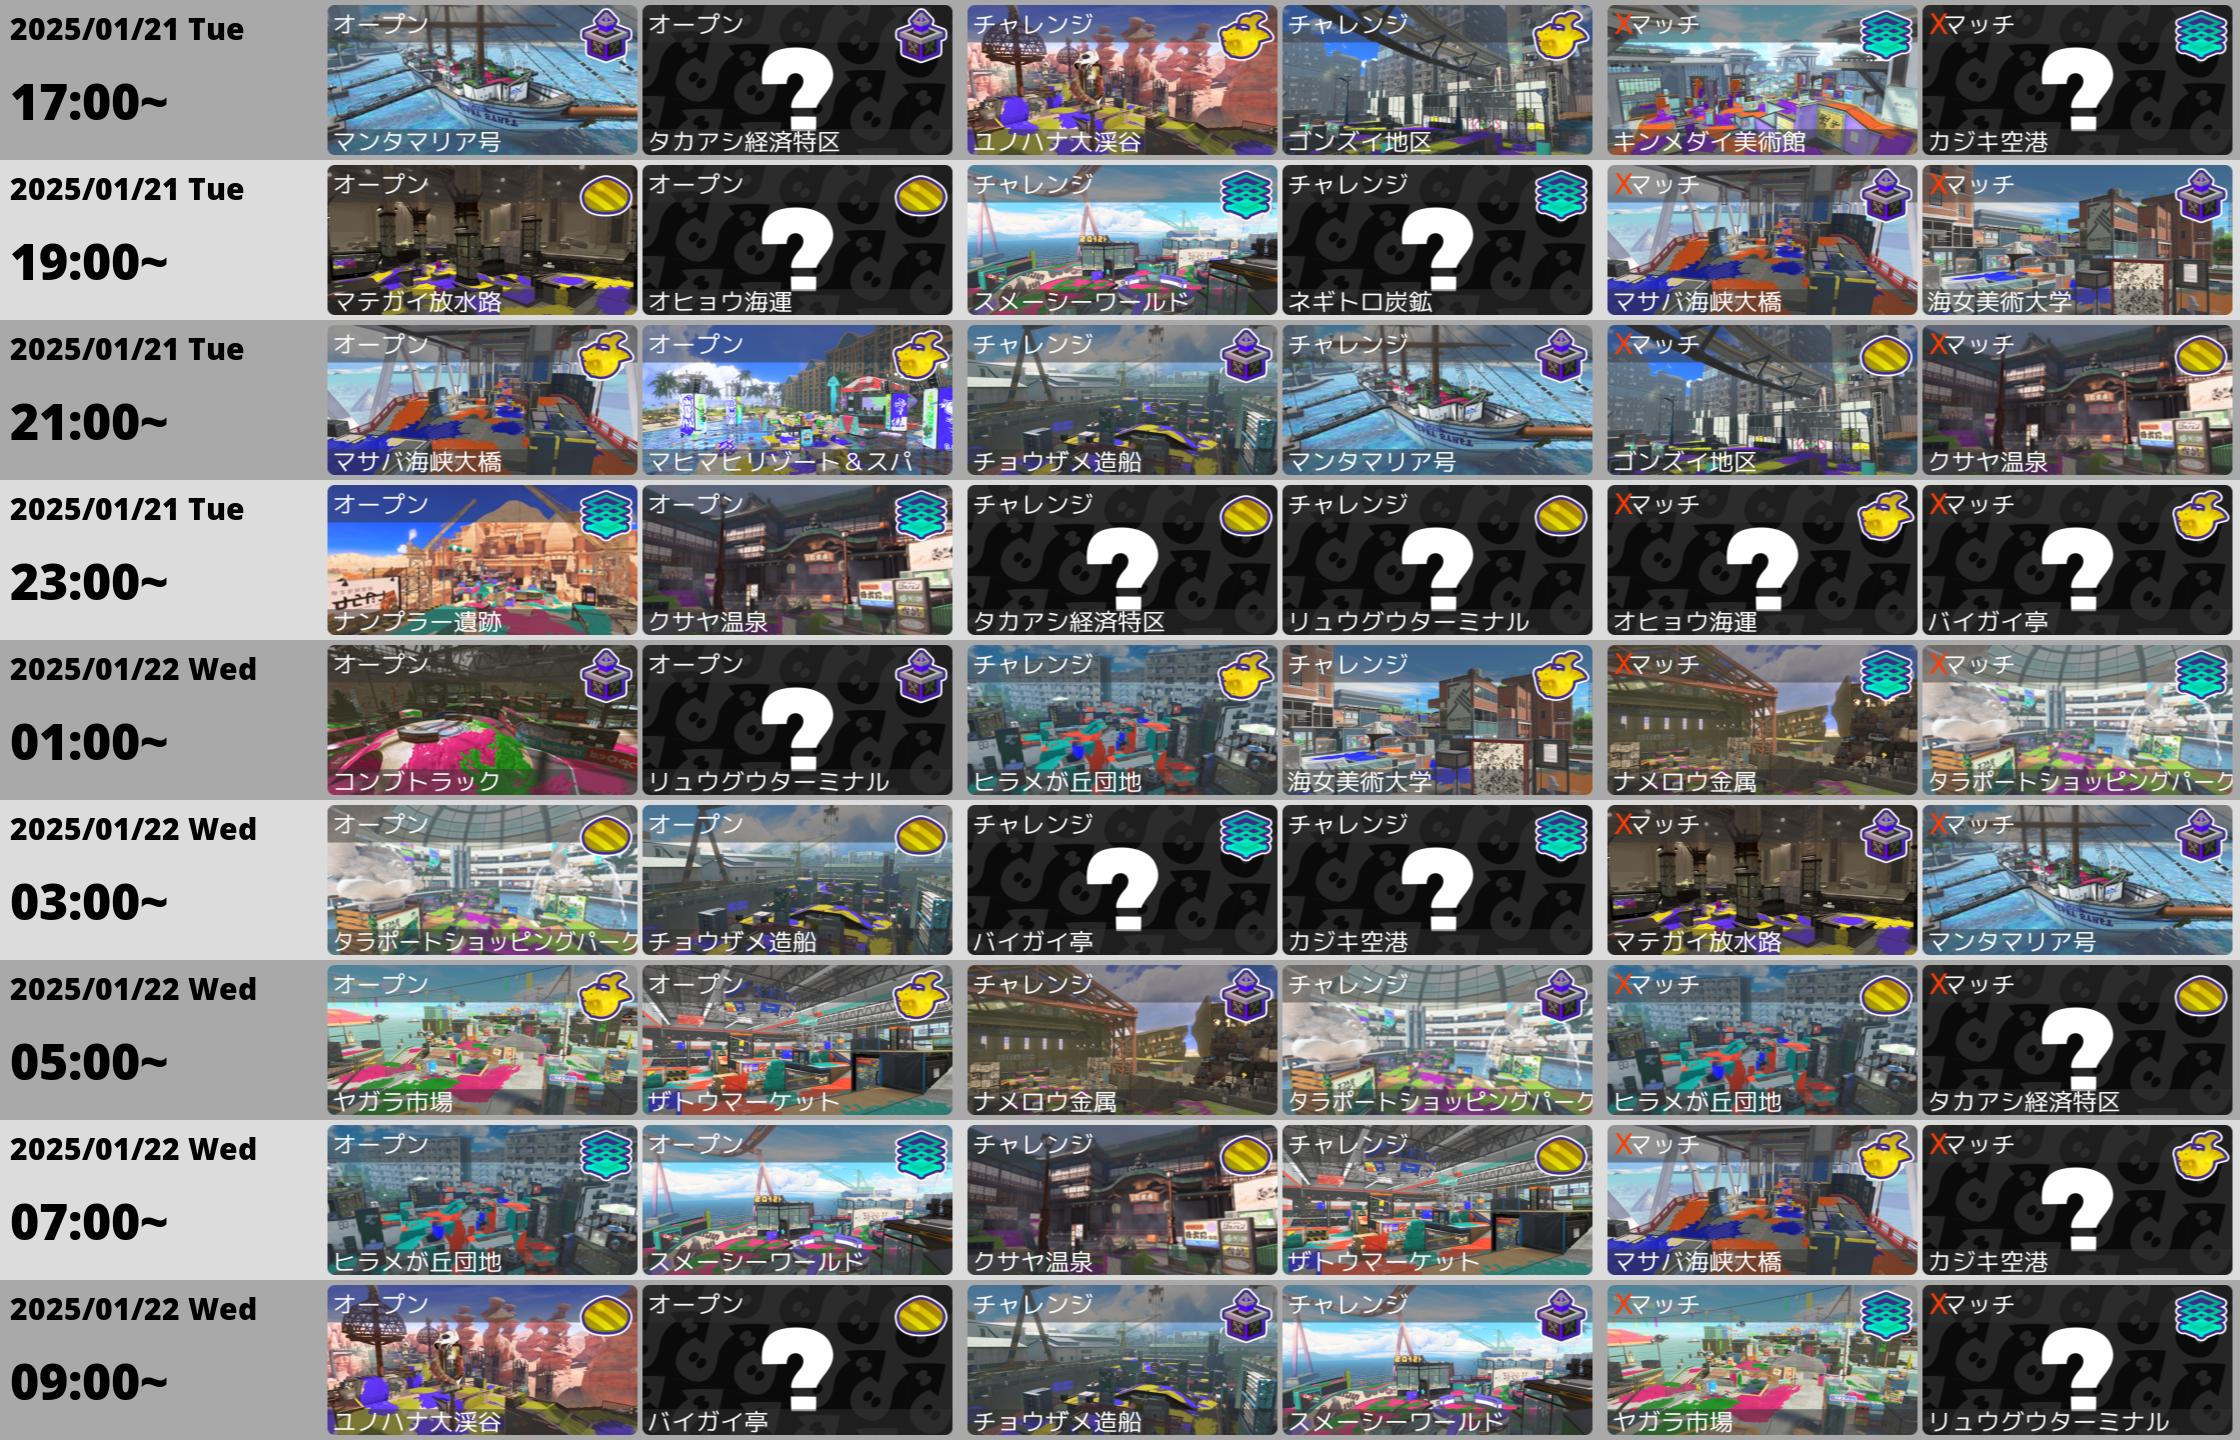 2025/01/21 Tue
17:00~
オープン
マンタマリア号
オープン
タカアシ経済特区
チャレンジ
ユノハナ大渓谷
チャレンジ
ゴンズイ地区
Xマッチ
キンメダイ美術館
Xマッチ
カジキ空港
2025/01/21 Tue
19:00~
オープン
マテガイ放水路
オープン
オヒョウ海運
チャレンジ
スメーシーワールド
チャレンジ
ネギトロ炭鉱
Xマッチ
マサバ海峡大橋
Xマッチ
海女美術大学
2025/01/21 Tue
21:00~
オープン
マサバ海峡大橋
オープン
マヒマヒリゾート＆スパ
チャレンジ
チョウザメ造船
チャレンジ
マンタマリア号
Xマッチ
ゴンズイ地区
Xマッチ
クサヤ温泉
2025/01/21 Tue
23:00~
オープン
ナンプラー遺跡
オープン
クサヤ温泉
チャレンジ
タカアシ経済特区
チャレンジ
リュウグウターミナル
Xマッチ
オヒョウ海運
Xマッチ
バイガイ亭
2025/01/22 Wed
01:00~
オープン
コンブトラック
オープン
リュウグウターミナル
チャレンジ
ヒラメが丘団地
チャレンジ
海女美術大学
Xマッチ
ナメロウ金属
Xマッチ
タラポートショッピングパーク
2025/01/22 Wed
03:00~
オープン
タラポートショッピングパーク
オープン
チョウザメ造船
チャレンジ
バイガイ亭
チャレンジ
カジキ空港
Xマッチ
マテガイ放水路
Xマッチ
マンタマリア号
2025/01/22 Wed
05:00~
オープン
ヤガラ市場
オープン
ザトウマーケット
チャレンジ
ナメロウ金属
チャレンジ
タラポートショッピングパーク
Xマッチ
ヒラメが丘団地
Xマッチ
タカアシ経済特区
2025/01/22 Wed
07:00~
オープン
ヒラメが丘団地
オープン
スメーシーワールド
チャレンジ
クサヤ温泉
チャレンジ
ザトウマーケット
Xマッチ
マサバ海峡大橋
Xマッチ
カジキ空港
2025/01/22 Wed
09:00~
オープン
ユノハナ大渓谷
オープン
バイガイ亭
チャレンジ
チョウザメ造船
チャレンジ
スメーシーワールド
Xマッチ
ヤガラ市場
Xマッチ
リュウグウターミナル